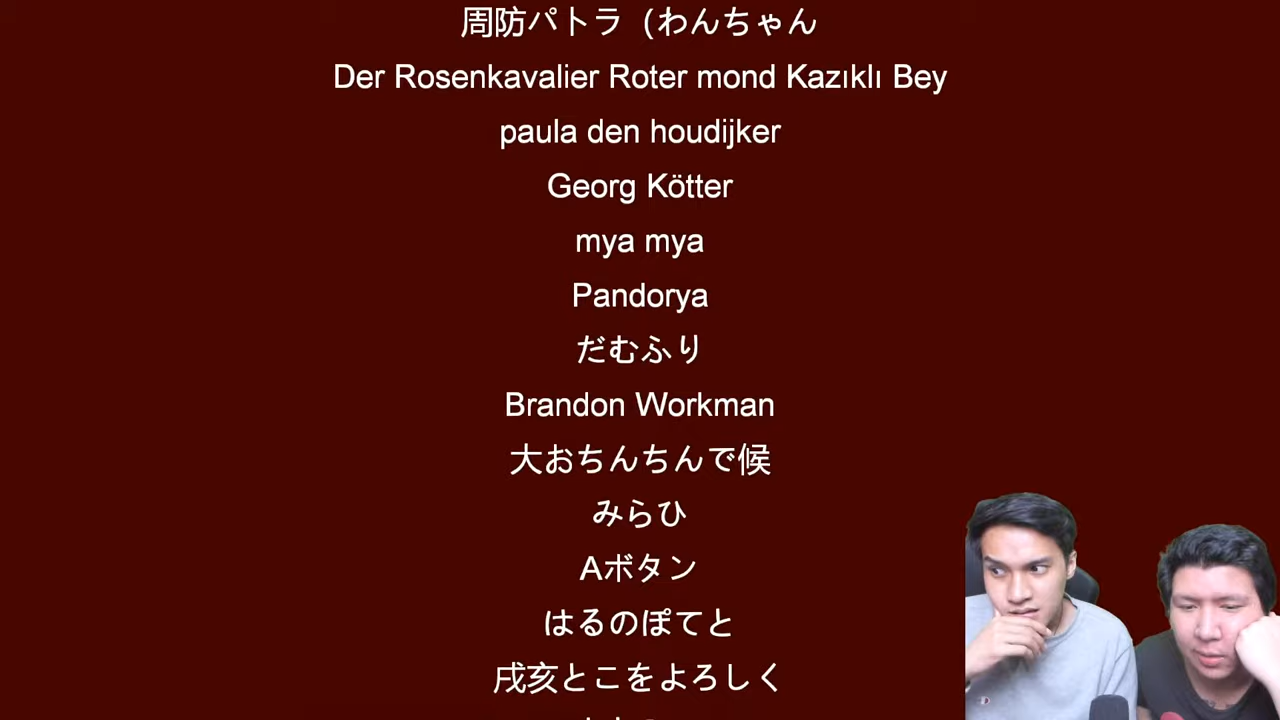 周防パトラ（わんちゃん
Der Rosenkavalier Roter mond Kazıklı Bey
paula den houdijker
Georg Kötter
mya mya
Pandorya
だむふり
Brandon Workman
大おちんちんで候
みらひ
Aボタン
はるのぽてと
戌亥とこをよろしく